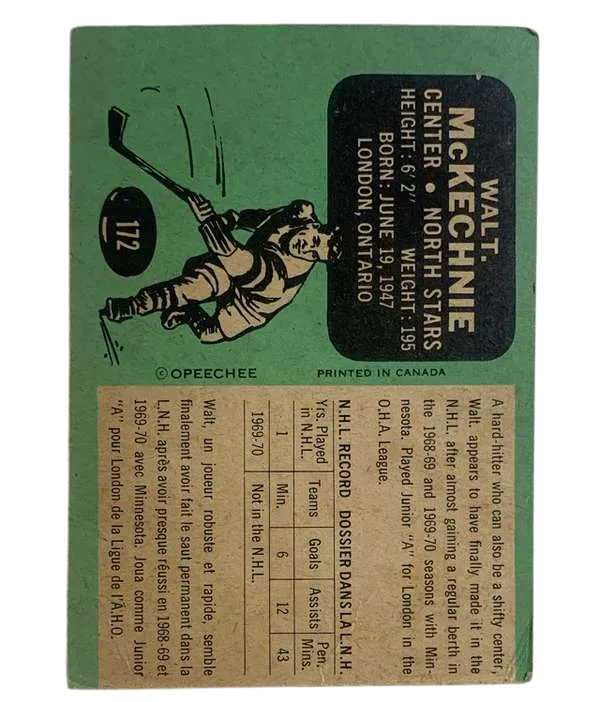 WALT.
McKECHNIE
CENTER • NORTH STARS
HEIGHT: 6' 2" WEIGHT: 195
BORN: JUNE 19, 1947
LONDON, ONTARIO
172
© OPEECHEE
PRINTED IN CANADA
A hard-hitter who can also be a shifty center,
Walt. appears to have finally made it in the
N.H.L. after almost gaining a regular berth in
the 1968-69 and 1969-70 seasons with Min-
nesota. Played Junior "A" for London in the
O.H.A. League.
N.H.L. RECORD DOSSIER DANS LA L.N.H.
Yrs. Played in N.H.L. Teams Goals Assists Pen. Mins.
1 Min. 6 12 43
1969-70 Not in the N.H.L.
Walt, un joueur robuste et rapide, semble
finalement avoir fait le saut permanent dans la
L.N.H. après avoir presque réussi en 1968-69 et
1969-70 avec Minnesota. Joua comme Junior
"A" pour London de la Ligue de l'A.H.O.